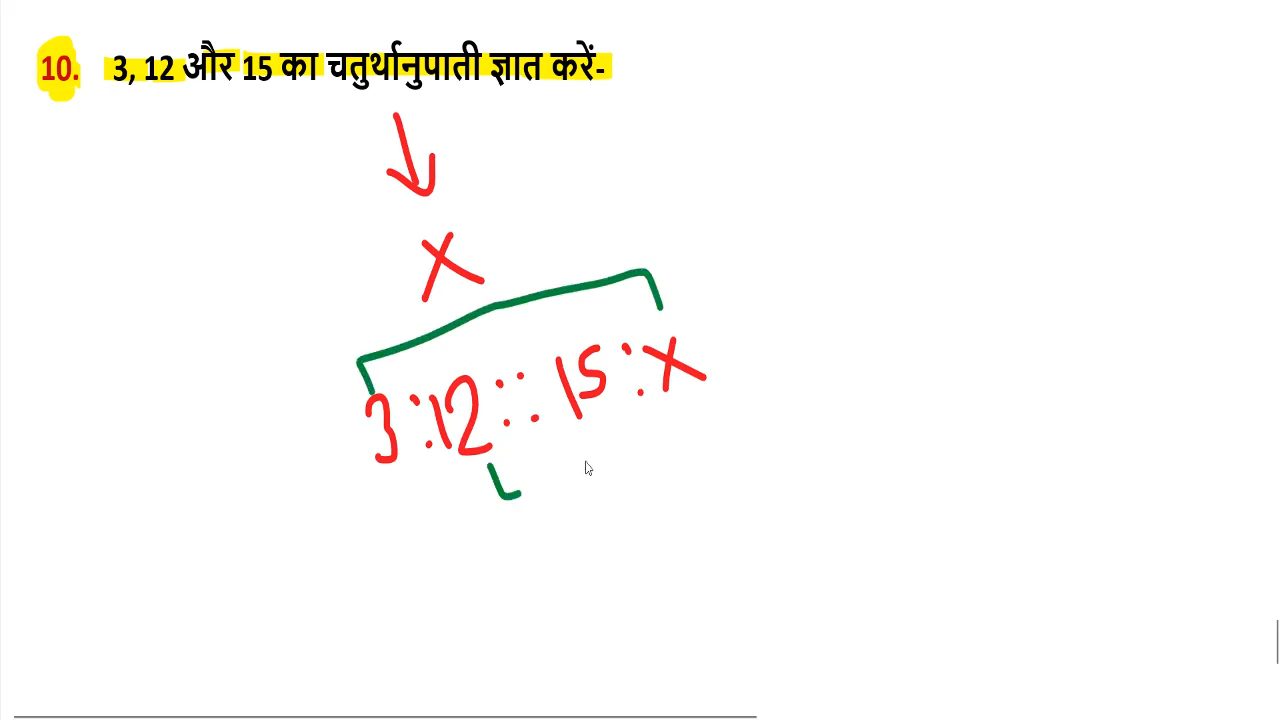 10. 3, 12 और 15 का चतुर्थानुपाती ज्ञात करें-
x
3:12::15:x